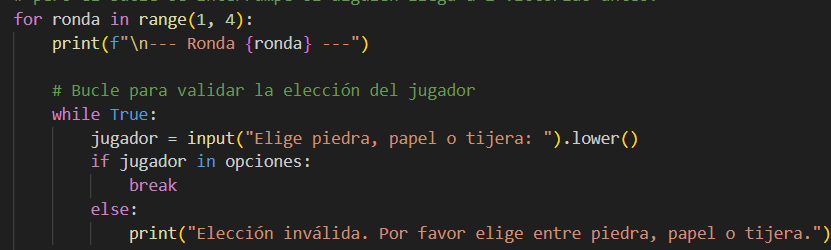 for ronda in range(1, 4):
print(f"\n--- Ronda {ronda} ---")
# Bucle para validar la elección del jugador
while True:
jugador = input("Elige piedra, papel o tijera: ").lower()
if jugador in opciones:
break
else:
print("Elección inválida. Por favor elige entre piedra, papel o tijera.")